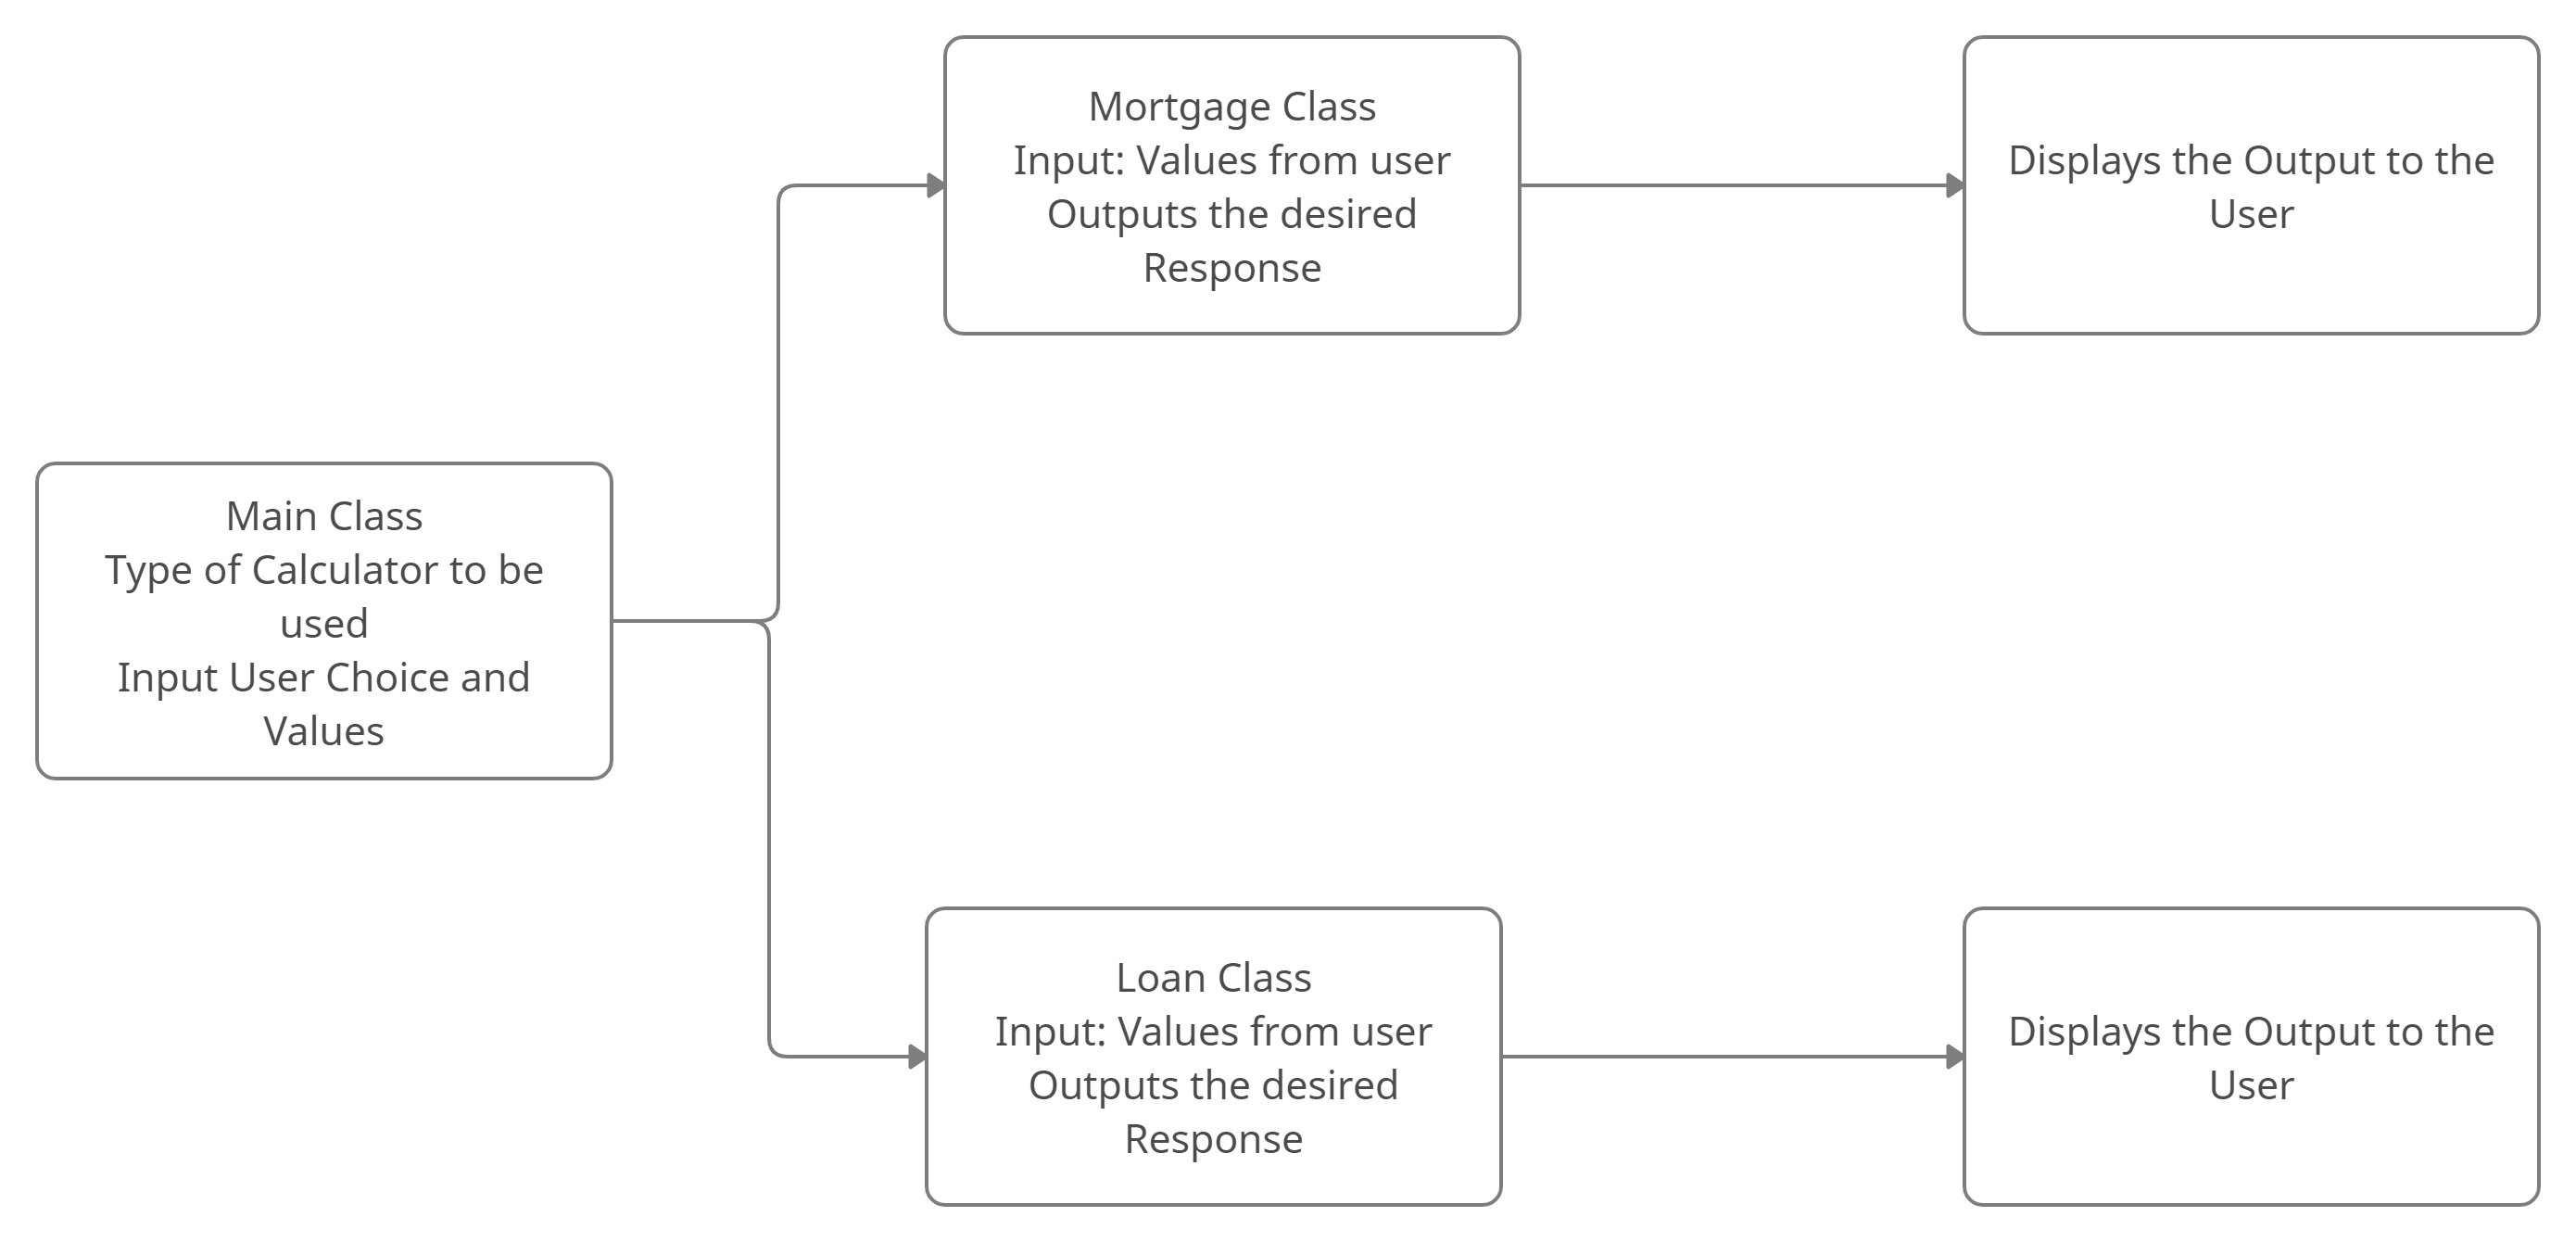 Mortgage Class
Input: Values from user
Outputs the desired
Response
Displays the Output to the
User
Main Class
Type of Calculator to be
used
Input User Choice and
Values
Loan Class
Input: Values from user
Outputs the desired
Response
Displays the Output to the
User